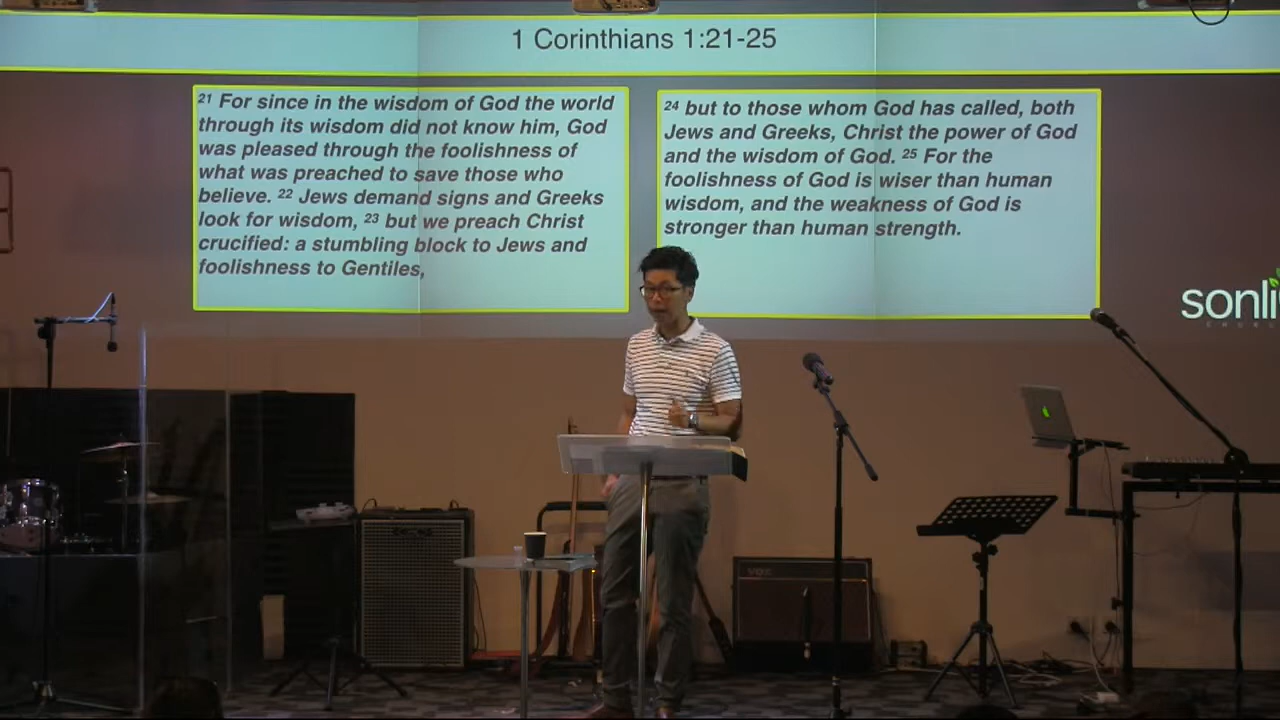 1 Corinthians 1:21-25
21 For since in the wisdom of God the world
through its wisdom did not know him, God
was pleased through the foolishness of
what was preached to save those who
believe. 22 Jews demand signs and Greeks
look for wisdom, 23 but we preach Christ
crucified: a stumbling block to Jews and
foolishness to Gentiles,
24 but to those whom God has called, both
Jews and Greeks, Christ the power of God
and the wisdom of God. 25 For the
foolishness of God is wiser than human
wisdom, and the weakness of God is
stronger than human strength.
VOX